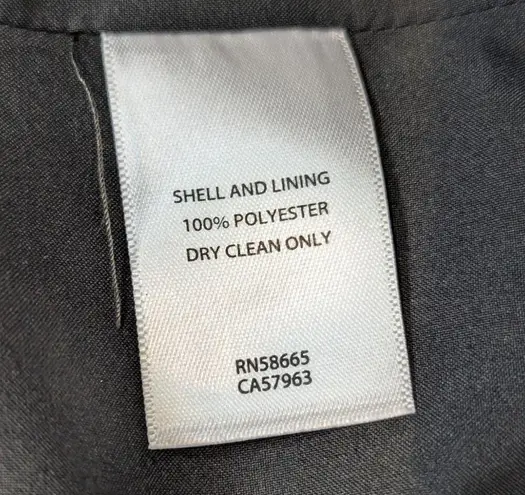 SHELL AND LINING
100% POLYESTER
DRY CLEAN ONLY
RN58665
CA57963